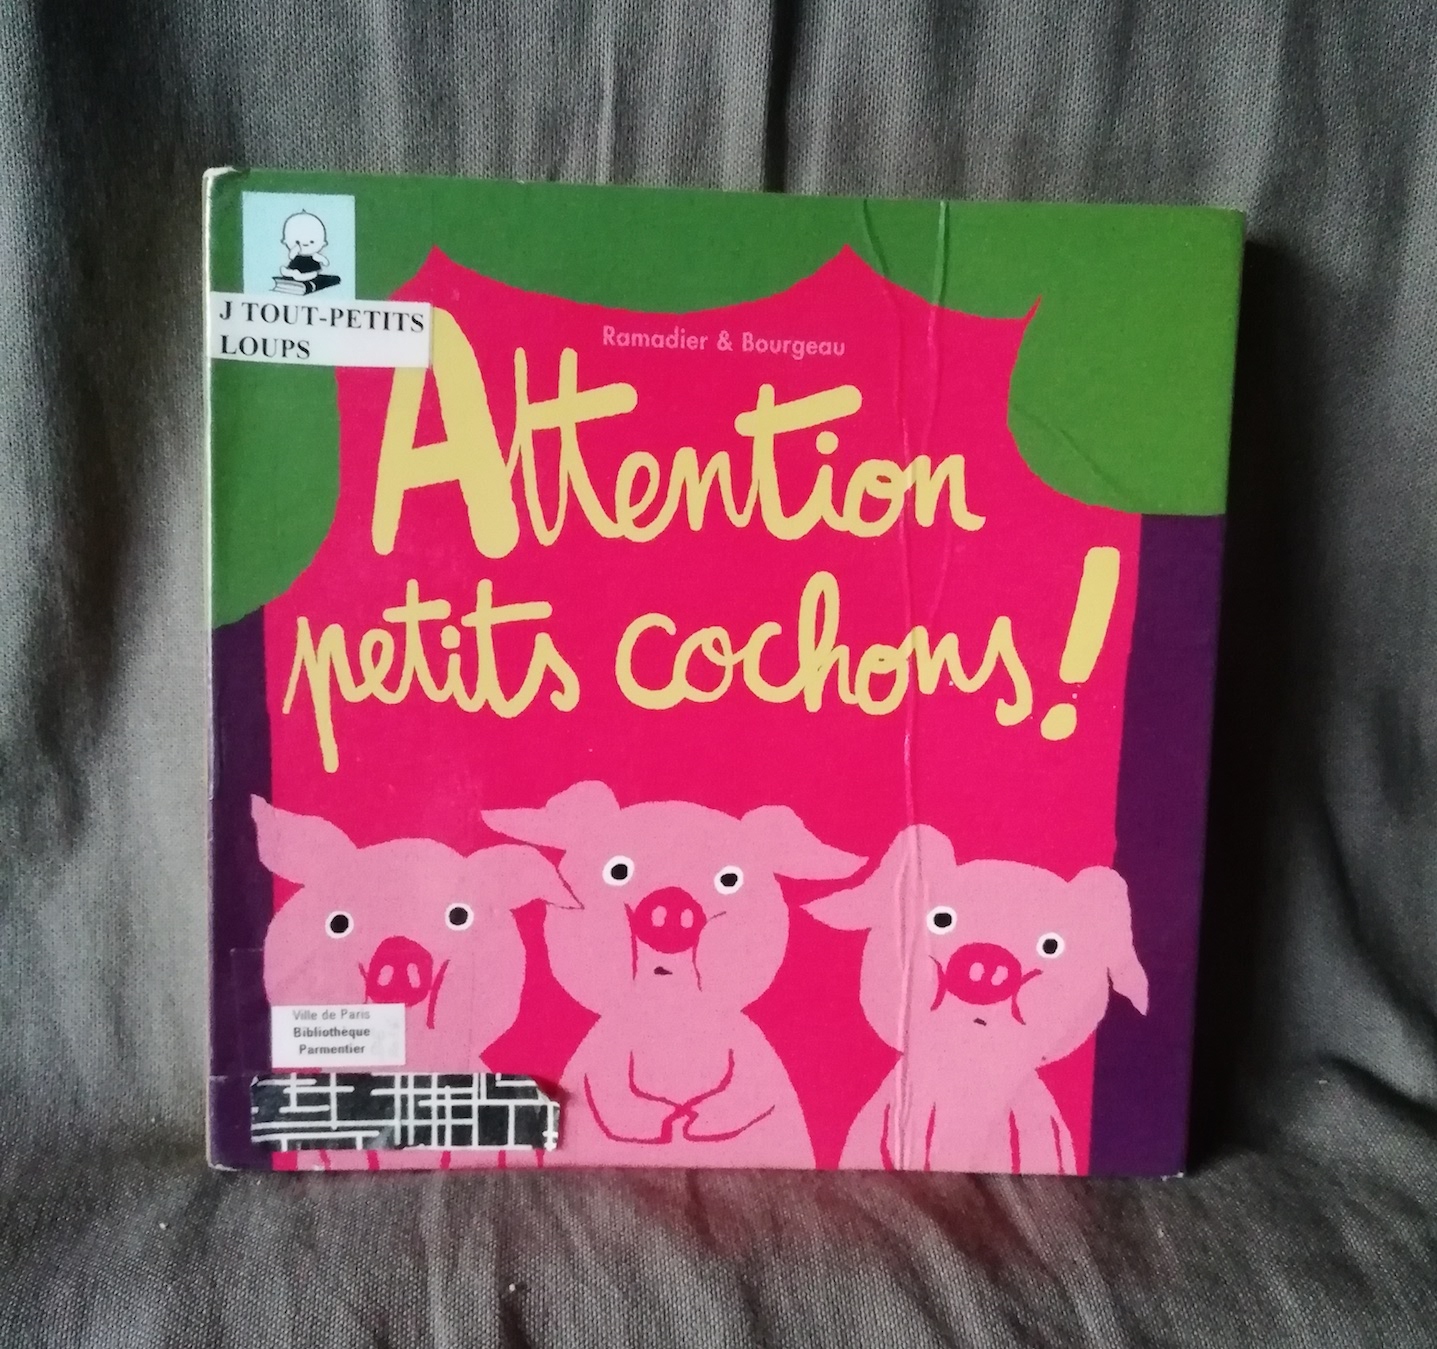 J TOUT-PETITS
LOUPS
Ramadier & Bourgeau
Attention
petits cochons!
Ville de Paris
Bibliothèque
Parmentier